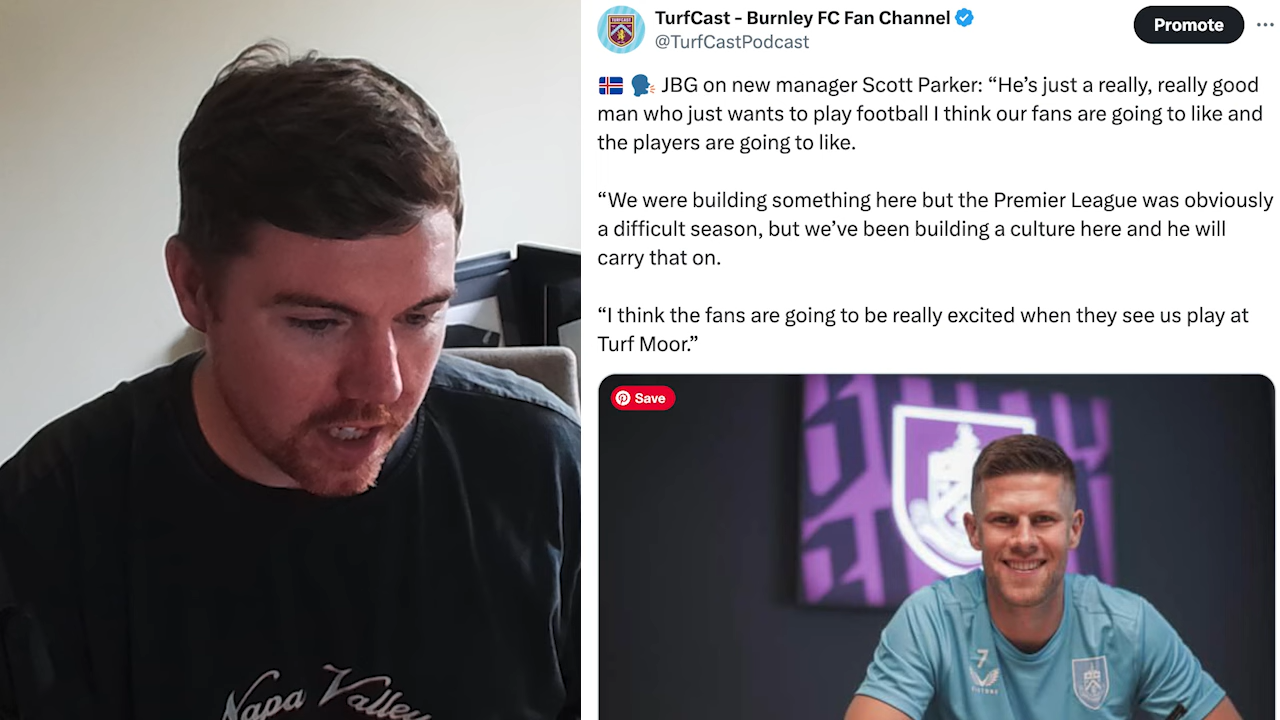 TurfCast - Burnley FC Fan Channel
@TurfCastPodcast
Promote
JBG on new manager Scott Parker: “He’s just a really, really good
man who just wants to play football I think our fans are going to like and
the players are going to like.
“We were building something here but the Premier League was obviously
a difficult season, but we’ve been building a culture here and he will
carry that on.
“I think the fans are going to be really excited when they see us play at
Turf Moor.”
Save
7
Napa Valley